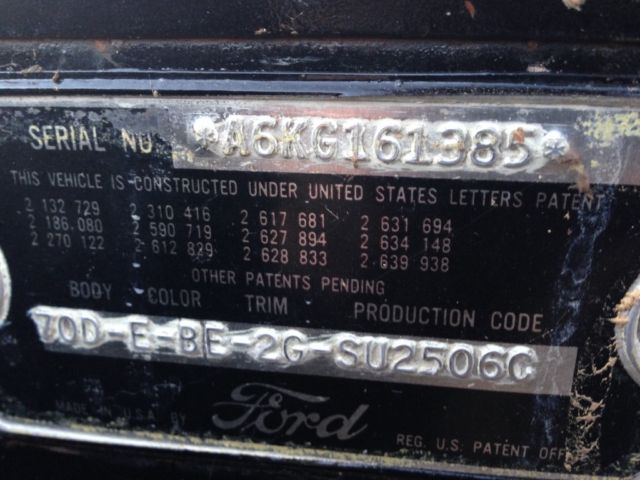 SERIAL NO. *A6KG161385*
THIS VEHICLE IS CONSTRUCTED UNDER UNITED STATES LETTERS PATENT
2 132 729 2 310 416 2 617 681 2 631 694
2 186.080 2 590 719 2 627 894 2 634 148
2 270 122 2 612 829 2 628 833 2 639 938
OTHER PATENTS PENDING
BODY COLOR TRIM PRODUCTION CODE
70D-E-BE-2G-SU2506C
MADE IN U.S.A. BY Ford REG. U.S. PATENT OFF